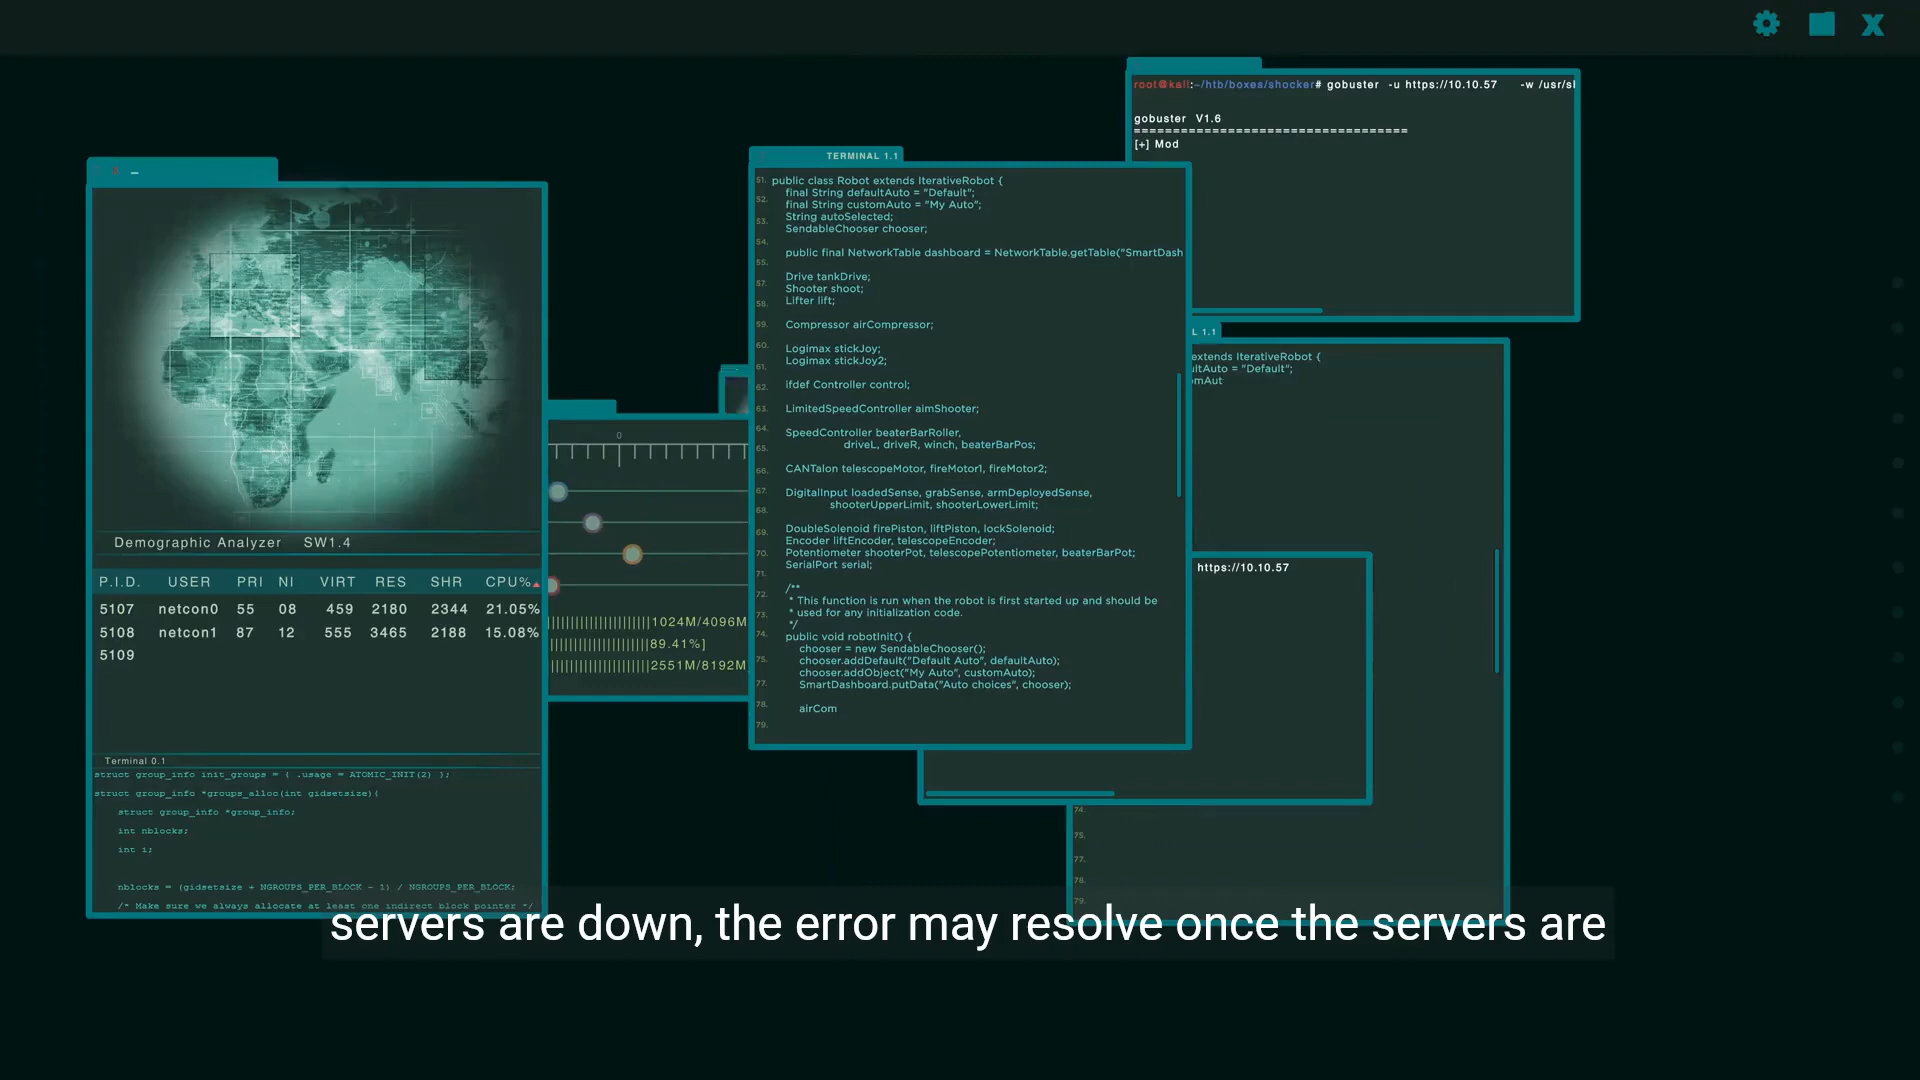 root@kali:~/htb/boxes/shocker# gobuster -u https://10.10.57 -w /usr/sl
gobuster V1.6
===================================
[+] Mod
TERMINAL 1.1
51.
52.
53.
54.
55.
57.
58.
59.
60.
61.
62.
63.
64.
65.
66.
67.
68.
69.
70.
71.
72.
73.
74.
75.
77.
78.
79.
public class Robot extends IterativeRobot {
final String defaultAuto = "Default";
final String customAuto = "My Auto";
String autoSelected;
SendableChooser chooser;
public final NetworkTable dashboard = NetworkTable.getTable("SmartDash
Drive tankDrive;
Shooter shoot;
Lifter lift;
Compressor airCompressor;
Logimax stickJoy;
Logimax stickJoy2;
ifdef Controller control;
LimitedSpeedController aimShooter;
SpeedController beaterBarRoller,
driveL, driveR, winch, beaterBarPos;
CANTalon telescopeMotor, fireMotor1, fireMotor2;
DigitalInput loadedSense, grabSense, armDeployedSense,
shooterUpperLimit, shooterLowerLimit;
DoubleSolenoid firePiston, liftPiston, lockSolenoid;
Encoder liftEncoder, telescopeEncoder;
Potentiometer shooterPot, telescopePotentiometer, beaterBarPot;
SerialPort serial;
/**
* This function is run when the robot is first started up and should be
* used for any initialization code.
*/
public void robotInit() {
chooser = new SendableChooser();
chooser.addDefault("Default Auto", defaultAuto);
chooser.addObject("My Auto", customAuto);
SmartDashboard.putData("Auto choices", chooser);
airCom
L 1.1
extends IterativeRobot {
ltAuto = "Default";
omAut
https://10.10.57
74.
75.
77.
78.
79.
0
1024M/4096M
89.41%]
2551M/8192M
Demographic Analyzer SW1.4
P.I.D. USER PRI NI VIRT RES SHR CPU%
5107 netcon0 55 08 459 2180 2344 21.05%
5108 netcon1 87 12 555 3465 2188 15.08%
5109
Terminal 0.1
struct group_info init_groups = { .usage = ATOMIC_INIT(2) };
struct group_info *groups_alloc(int gidsetsize){
struct group_info *group_info;
int nblocks;
int i;
nblocks = (gidsetsize + NGROUPS_PER_BLOCK - 1) / NGROUPS_PER_BLOCK;
/* Make sure we always allocate at least one indirect block pointer */
servers are down, the error may resolve once the servers are